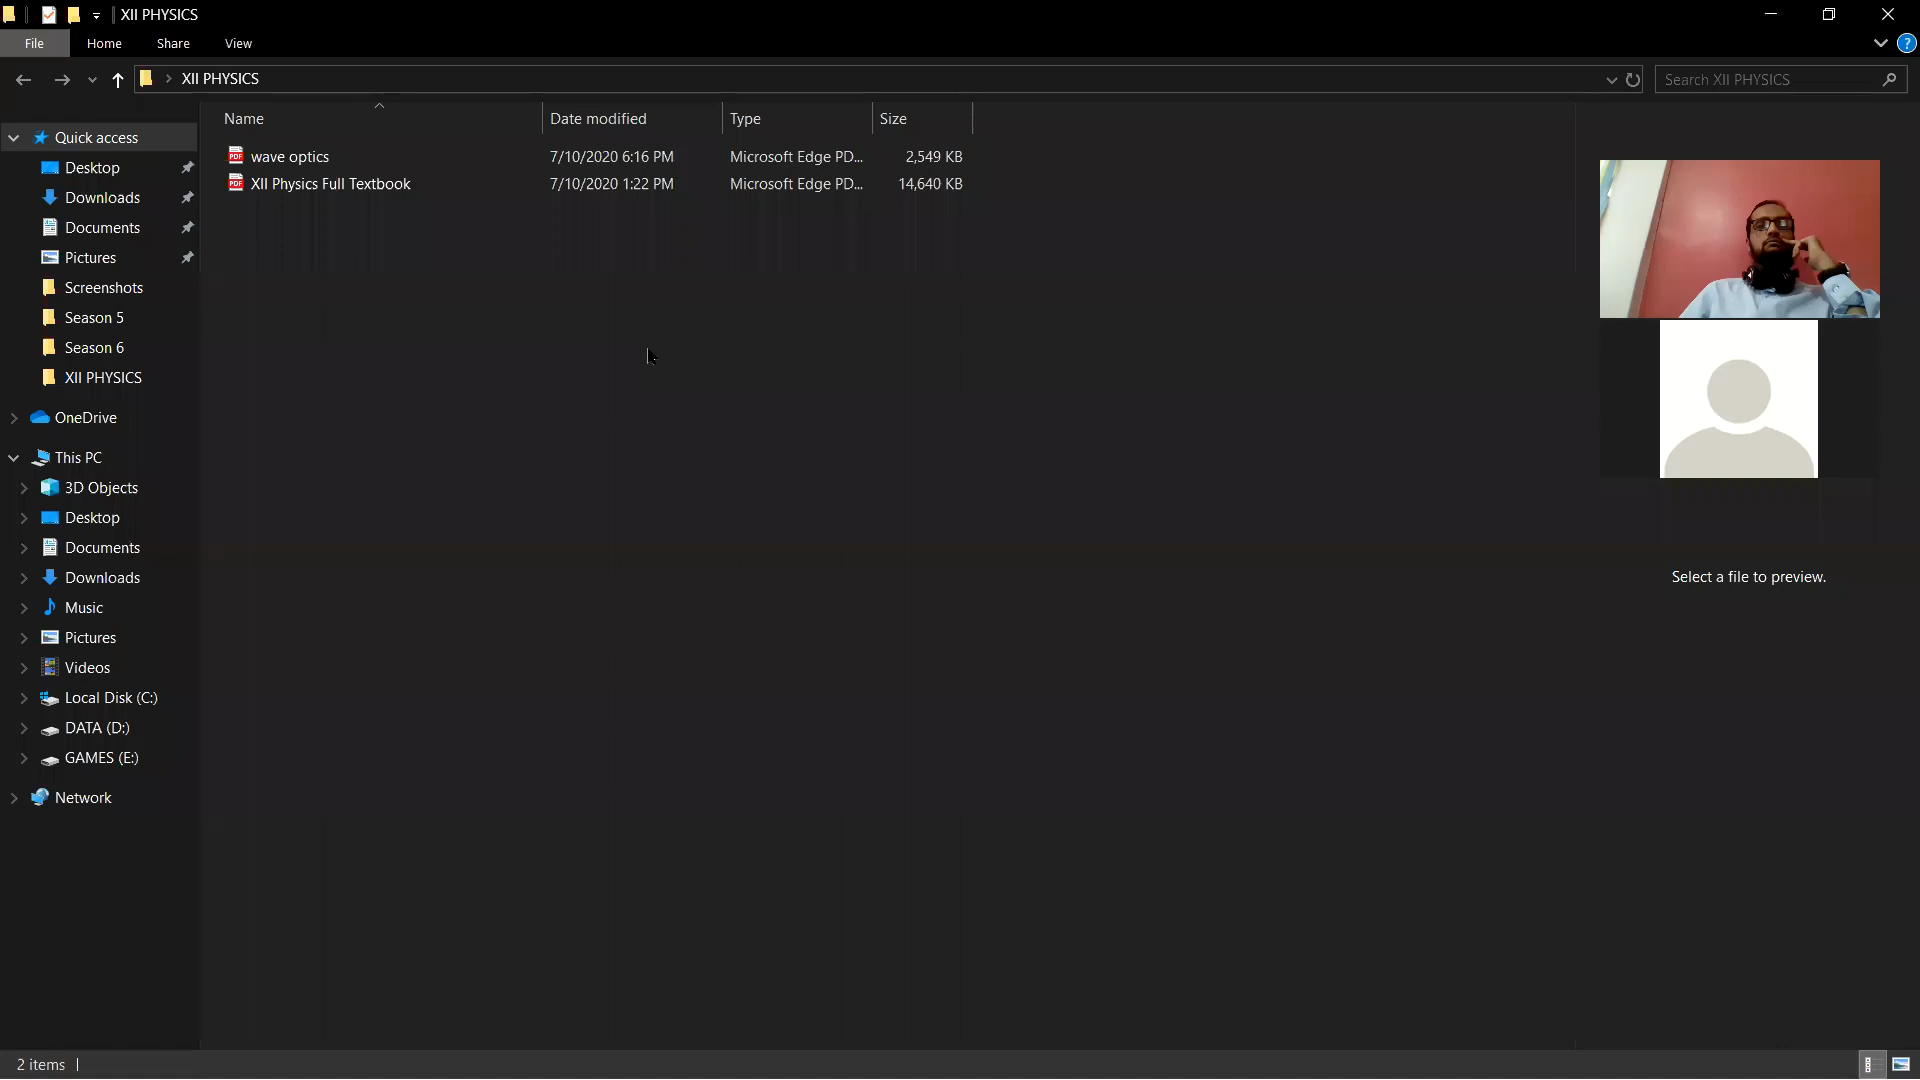 XII PHYSICS
File Home Share View
XII PHYSICS Search XII PHYSICS
Name Date modified Type Size
wave optics 7/10/2020 6:16 PM Microsoft Edge PD... 2,549 KB
XII Physics Full Textbook 7/10/2020 1:22 PM Microsoft Edge PD... 14,640 KB
Quick access
Desktop
Downloads
Documents
Pictures
Screenshots
Season 5
Season 6
XII PHYSICS
OneDrive
This PC
3D Objects
Desktop
Documents
Downloads
Music
Pictures
Videos
Local Disk (C:)
DATA (D:)
GAMES (E:)
Network
Select a file to preview.
2 items